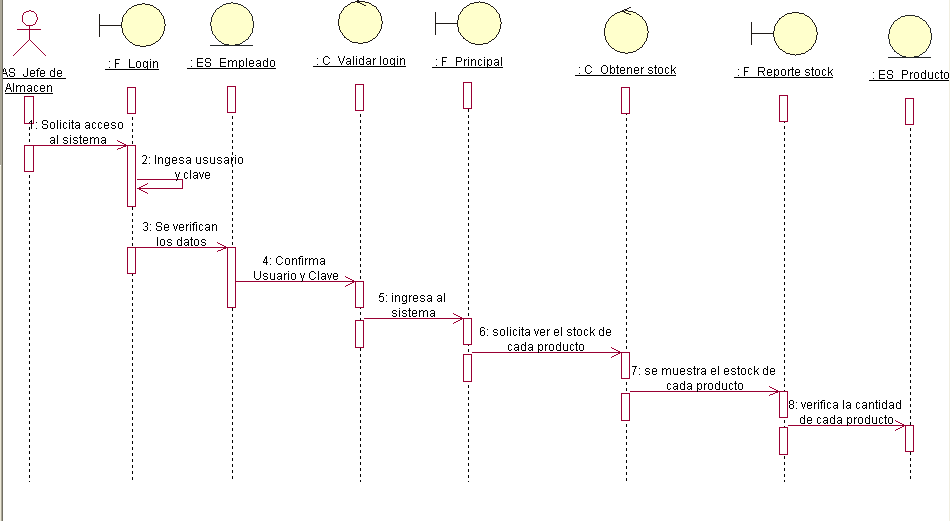 AS_Jefe de
Almacen
: F_Login
: ES_Empleado
: C_Validar login
: F_Principal
: C_Obtener stock
: F_Reporte stock
: ES_Producto
1: Solicita acceso
al sistema
2: Ingesa ususario
y clave
3: Se verifican
los datos
4: Confirma
Usuario y Clave
5: ingresa al
sistema
6: solicita ver el stock de
cada producto
7: se muestra el estock de
cada producto
8: verifica la cantidad
de cada producto